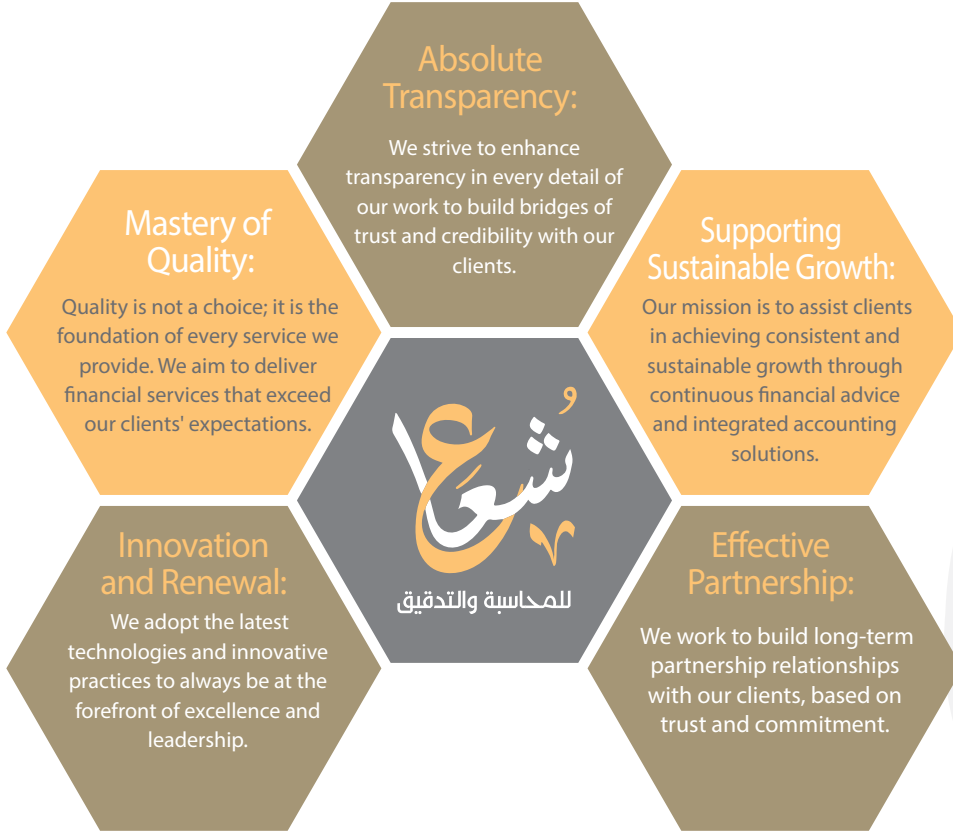 Absolute
Transparency:
We strive to enhance
transparency in every detail of
our work to build bridges of
trust and credibility with our
clients.
Mastery of
Quality:
Quality is not a choice; it is the
foundation of every service we
provide. We aim to deliver
financial services that exceed
our clients' expectations.
Supporting
Sustainable Growth:
Our mission is to assist clients
in achieving consistent and
sustainable growth through
continuous financial advice
and integrated accounting
solutions.
شُعاع
للمحاسبة والتدقيق
Innovation
and Renewal:
We adopt the latest
technologies and innovative
practices to always be at the
forefront of excellence and
leadership.
Effective
Partnership:
We work to build long-term
partnership relationships
with our clients, based on
trust and commitment.